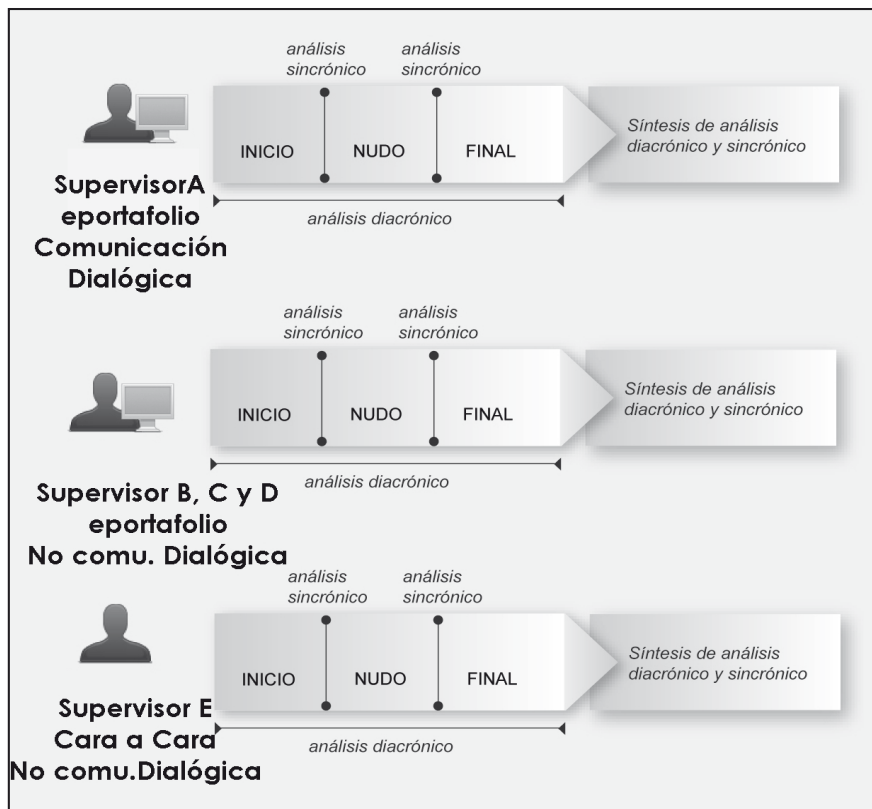 análisis sincrónico
análisis sincrónico
INICIO
NUDO
FINAL
Síntesis de análisis
diacrónico y sincrónico
análisis diacrónico
SupervisorA
eportafolio
Comunicación
Dialógica
análisis sincrónico
análisis sincrónico
INICIO
NUDO
FINAL
Síntesis de análisis
diacrónico y sincrónico
análisis diacrónico
Supervisor B, C y D
eportafolio
No comu. Dialógica
análisis sincrónico
análisis sincrónico
INICIO
NUDO
FINAL
Síntesis de análisis
diacrónico y sincrónico
análisis diacrónico
Supervisor E
Cara a Cara
No comu.Dialógica